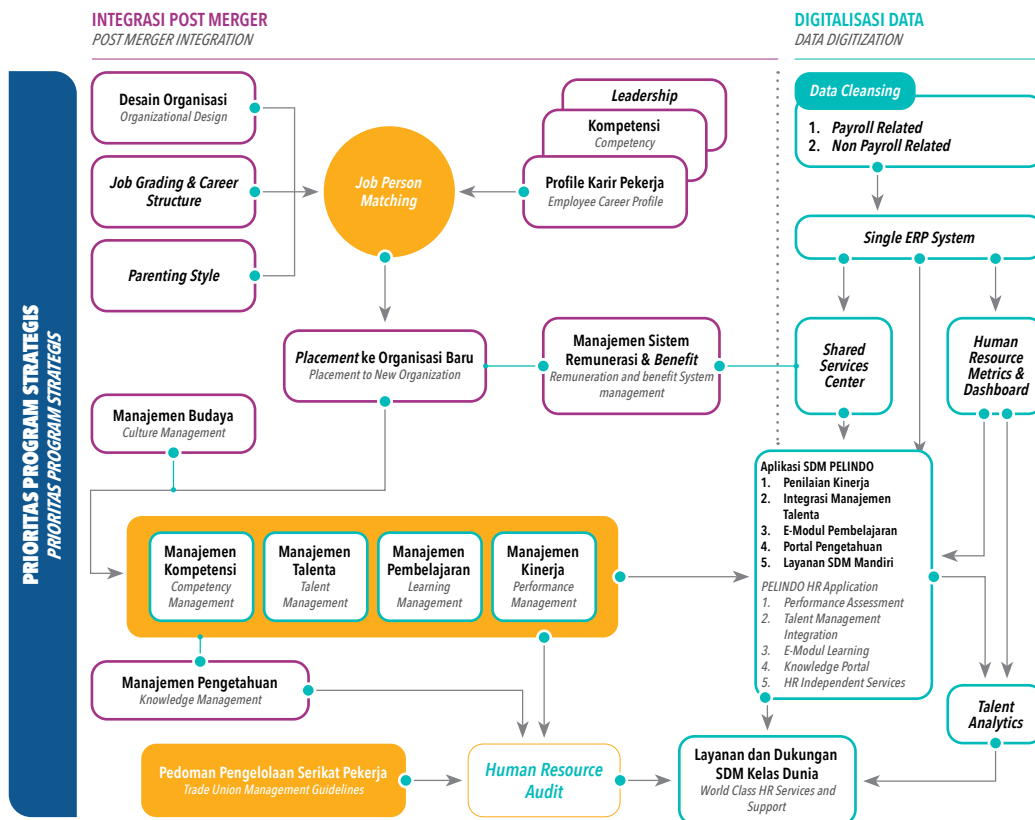 INTEGRASI POST MERGER
POST MERGER INTEGRATION
DIGITALISASI DATA
DATA DIGITIZATION
PRIORITAS PROGRAM STRATEGIS
PRIORITAS PROGRAM STRATEGIS
Desain Organisasi
Organizational Design
Job Grading & Career
Structure
Parenting Style
Job Person
Matching
Leadership
Kompetensi
Competency
Profile Karir Pekerja
Employee Career Profile
Data Cleansing
1. Payroll Related
2. Non Payroll Related
Single ERP System
Placement ke Organisasi Baru
Placement to New Organization
Manajemen Sistem
Remunerasi & Benefit
Remuneration and benefit System
management
Shared
Services
Center
Human
Resource
Metrics &
Dashboard
Manajemen Budaya
Culture Management
Manajemen
Kompetensi
Competency
Management
Manajemen
Talenta
Talent
Management
Manajemen
Pembelajaran
Learning
Management
Manajemen
Kinerja
Performance
Management
Aplikasi SDM PELINDO
1. Penilaian Kinerja
2. Integrasi Manajemen
Talenta
3. E-Modul Pembelajaran
4. Portal Pengetahuan
5. Layanan SDM Mandiri
PELINDO HR Application
1. Performance Assessment
2. Talent Management
Integration
3. E-Modul Learning
4. Knowledge Portal
5. HR Independent Services
Manajemen Pengetahuan
Knowledge Management
Talent
Analytics
Pedoman Pengelolaan Serikat Pekerja
Trade Union Management Guidelines
Human Resource
Audit
Layanan dan Dukungan
SDM Kelas Dunia
World Class HR Services and
Support